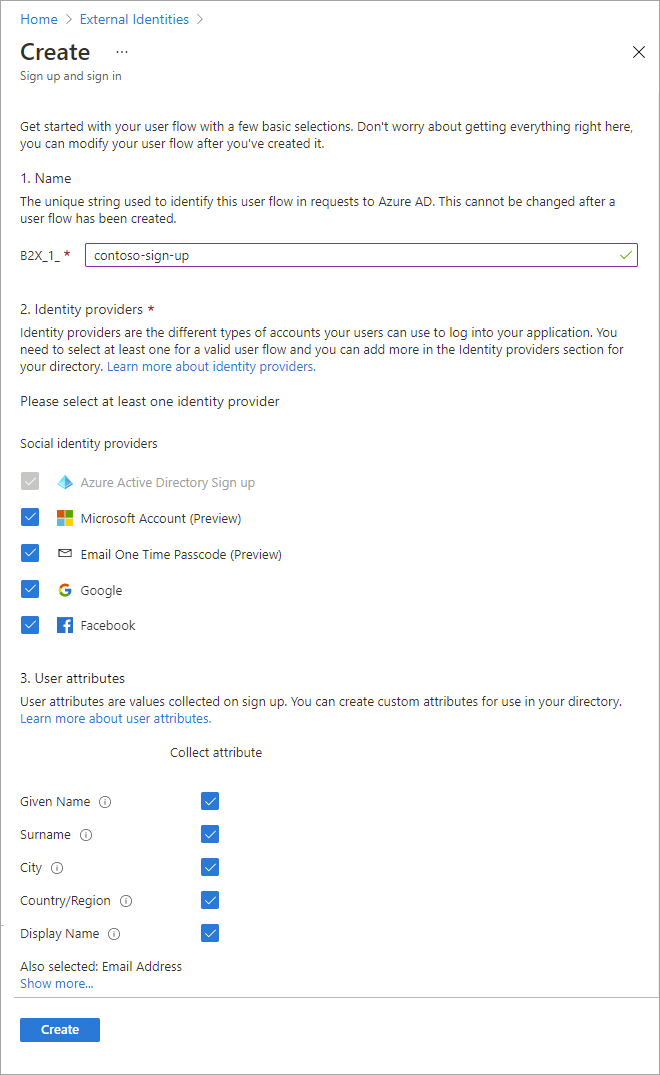 Home > External Identities >
Create ...
Sign up and sign in
Get started with your user flow with a few basic selections. Don't worry about getting everything right here,
you can modify your user flow after you've created it.
1. Name
The unique string used to identify this user flow in requests to Azure AD. This cannot be changed after a
user flow has been created.
B2X_1_ * contoso-sign-up
2. Identity providers *
Identity providers are the different types of accounts your users can use to log into your application. You
need to select at least one for a valid user flow and you can add more in the Identity providers section for
your directory. Learn more about identity providers.
Please select at least one identity provider
Social identity providers
Azure Active Directory Sign up
Microsoft Account (Preview)
Email One Time Passcode (Preview)
Google
Facebook
3. User attributes
User attributes are values collected on sign up. You can create custom attributes for use in your directory.
Learn more about user attributes.
Collect attribute
Given Name
Surname
City
Country/Region
Display Name
Also selected: Email Address
Show more...
Create